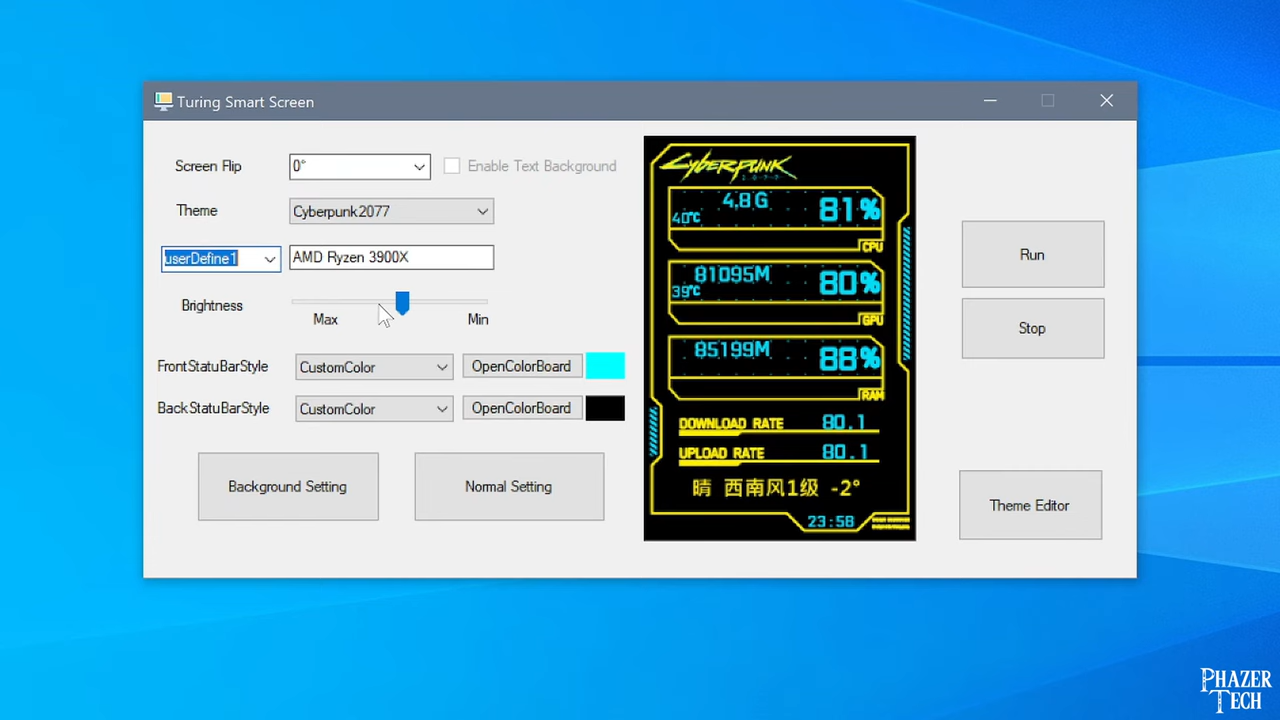 Turing Smart Screen
Screen Flip
0°
Enable Text Background
Theme
Cyberpunk2077
userDefine1
AMD Ryzen 3900X
Brightness
Max
Min
FrontStatuBarStyle
CustomColor
OpenColorBoard
BackStatuBarStyle
CustomColor
OpenColorBoard
Background Setting
Normal Setting
Cyberpunk
2077
4.8G
81%
40℃
CPU
81095M
80%
39℃
GPU
85199M
88%
RAM
DOWNLOAD RATE 80.1
UPLOAD RATE 80.1
晴 西南风1级 -2°
23:58
Run
Stop
Theme Editor
PHAZER
TECH